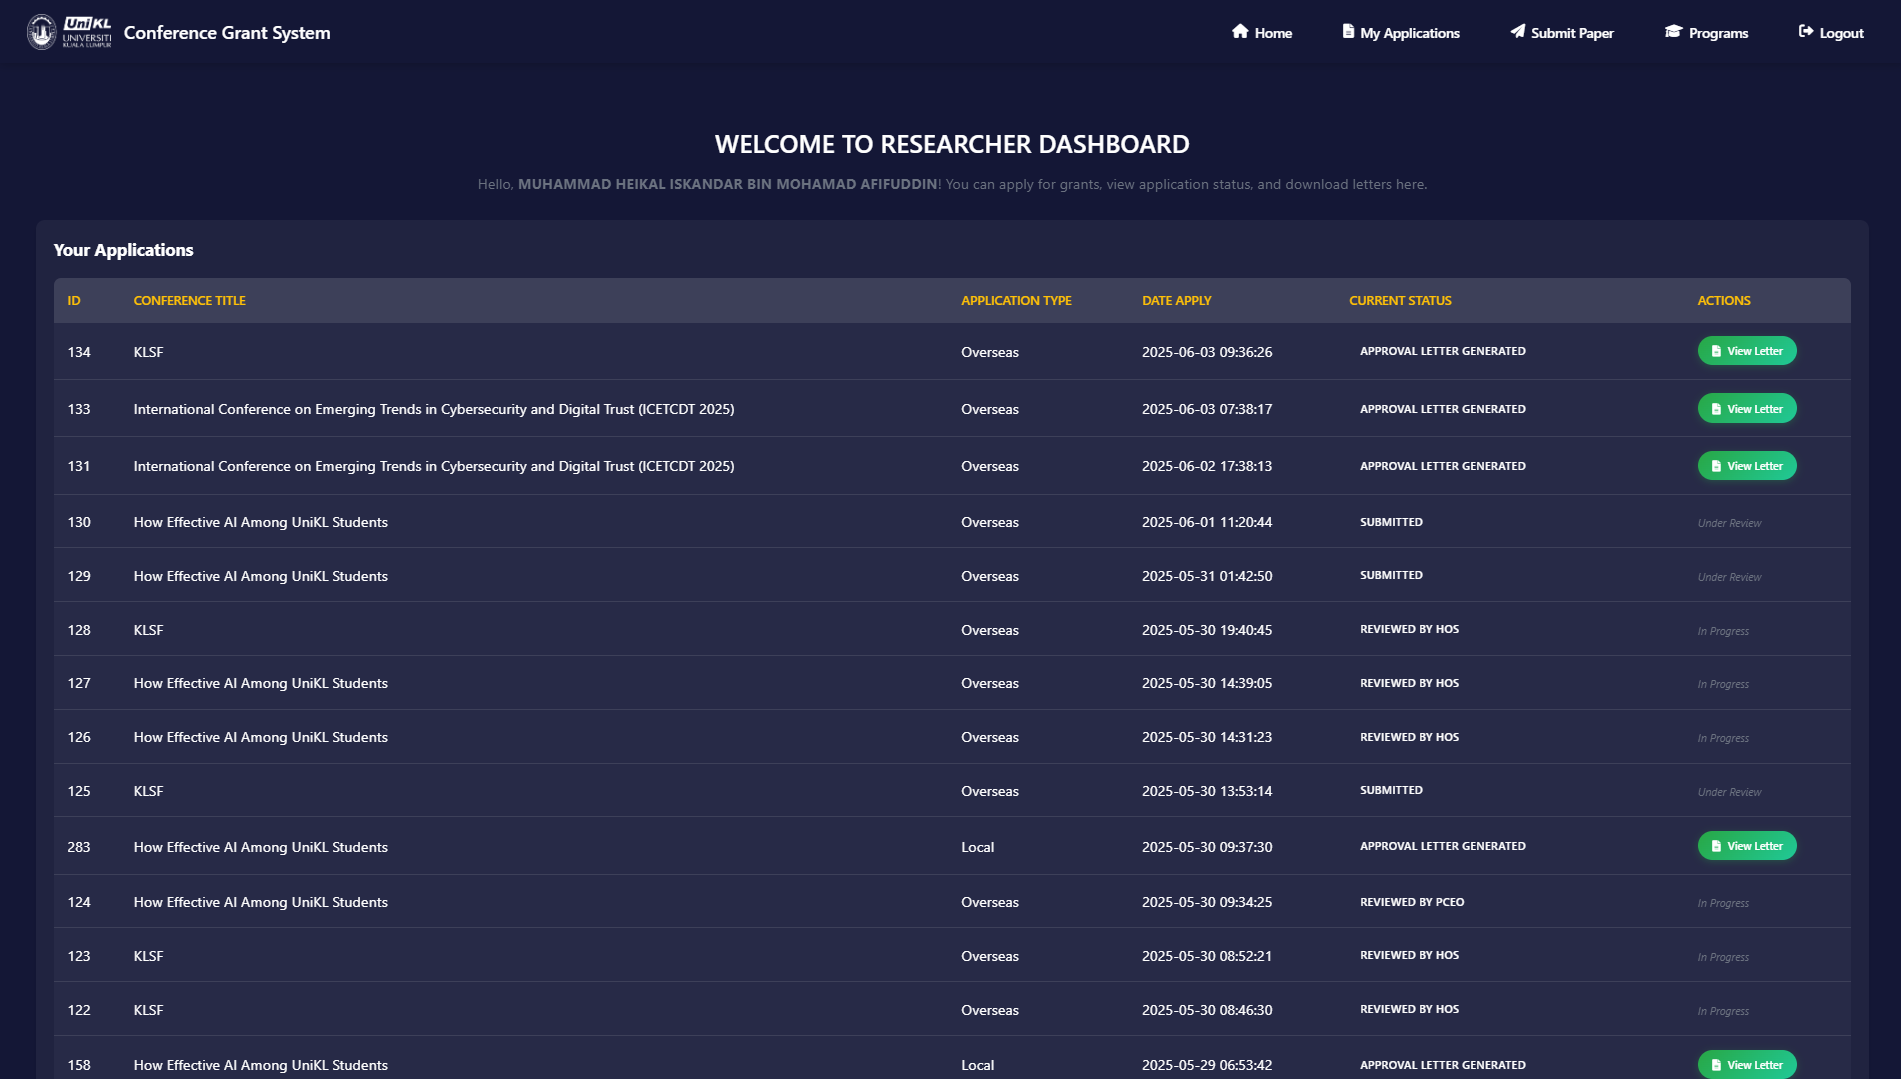 UniKL
UNIVERSITI
KUALA LUMPUR
Conference Grant System
Home
My Applications
Submit Paper
Programs
Logout
WELCOME TO RESEARCHER DASHBOARD
Hello, MUHAMMAD HEIKAL ISKANDAR BIN MOHAMAD AFIFUDDIN! You can apply for grants, view application status, and download letters here.
Your Applications
ID CONFERENCE TITLE APPLICATION TYPE DATE APPLY CURRENT STATUS ACTIONS
134 KLSF Overseas 2025-06-03 09:36:26 APPROVAL LETTER GENERATED View Letter
133 International Conference on Emerging Trends in Cybersecurity and Digital Trust (ICETCDT 2025) Overseas 2025-06-03 07:38:17 APPROVAL LETTER GENERATED View Letter
131 International Conference on Emerging Trends in Cybersecurity and Digital Trust (ICETCDT 2025) Overseas 2025-06-02 17:38:13 APPROVAL LETTER GENERATED View Letter
130 How Effective AI Among UniKL Students Overseas 2025-06-01 11:20:44 SUBMITTED Under Review
129 How Effective AI Among UniKL Students Overseas 2025-05-31 01:42:50 SUBMITTED Under Review
128 KLSF Overseas 2025-05-30 19:40:45 REVIEWED BY HOS In Progress
127 How Effective AI Among UniKL Students Overseas 2025-05-30 14:39:05 REVIEWED BY HOS In Progress
126 How Effective AI Among UniKL Students Overseas 2025-05-30 14:31:23 REVIEWED BY HOS In Progress
125 KLSF Overseas 2025-05-30 13:53:14 SUBMITTED Under Review
283 How Effective AI Among UniKL Students Local 2025-05-30 09:37:30 APPROVAL LETTER GENERATED View Letter
124 How Effective AI Among UniKL Students Overseas 2025-05-30 09:34:25 REVIEWED BY PCEO In Progress
123 KLSF Overseas 2025-05-30 08:52:21 REVIEWED BY HOS In Progress
122 KLSF Overseas 2025-05-30 08:46:30 REVIEWED BY HOS In Progress
158 How Effective AI Among UniKL Students Local 2025-05-29 06:53:42 APPROVAL LETTER GENERATED View Letter